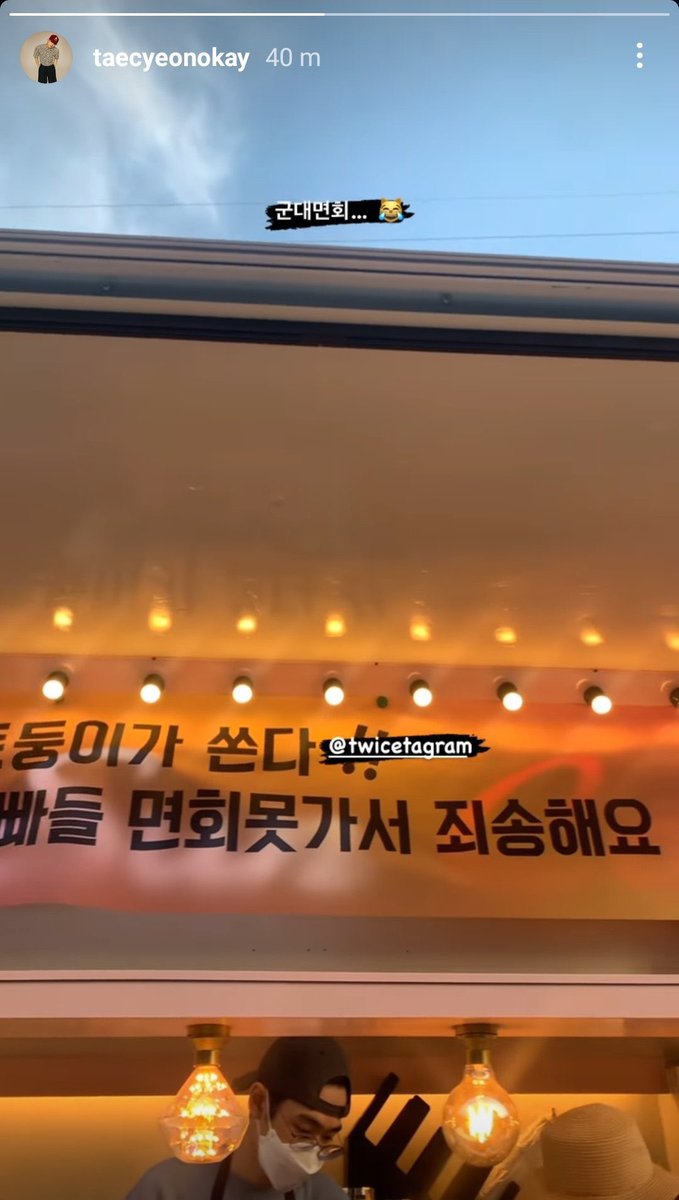 taecyeonokay 40 m
군대면회... 😹
둥이가 쏜다
@twicetagram
빠들 면회못가서 죄송해요